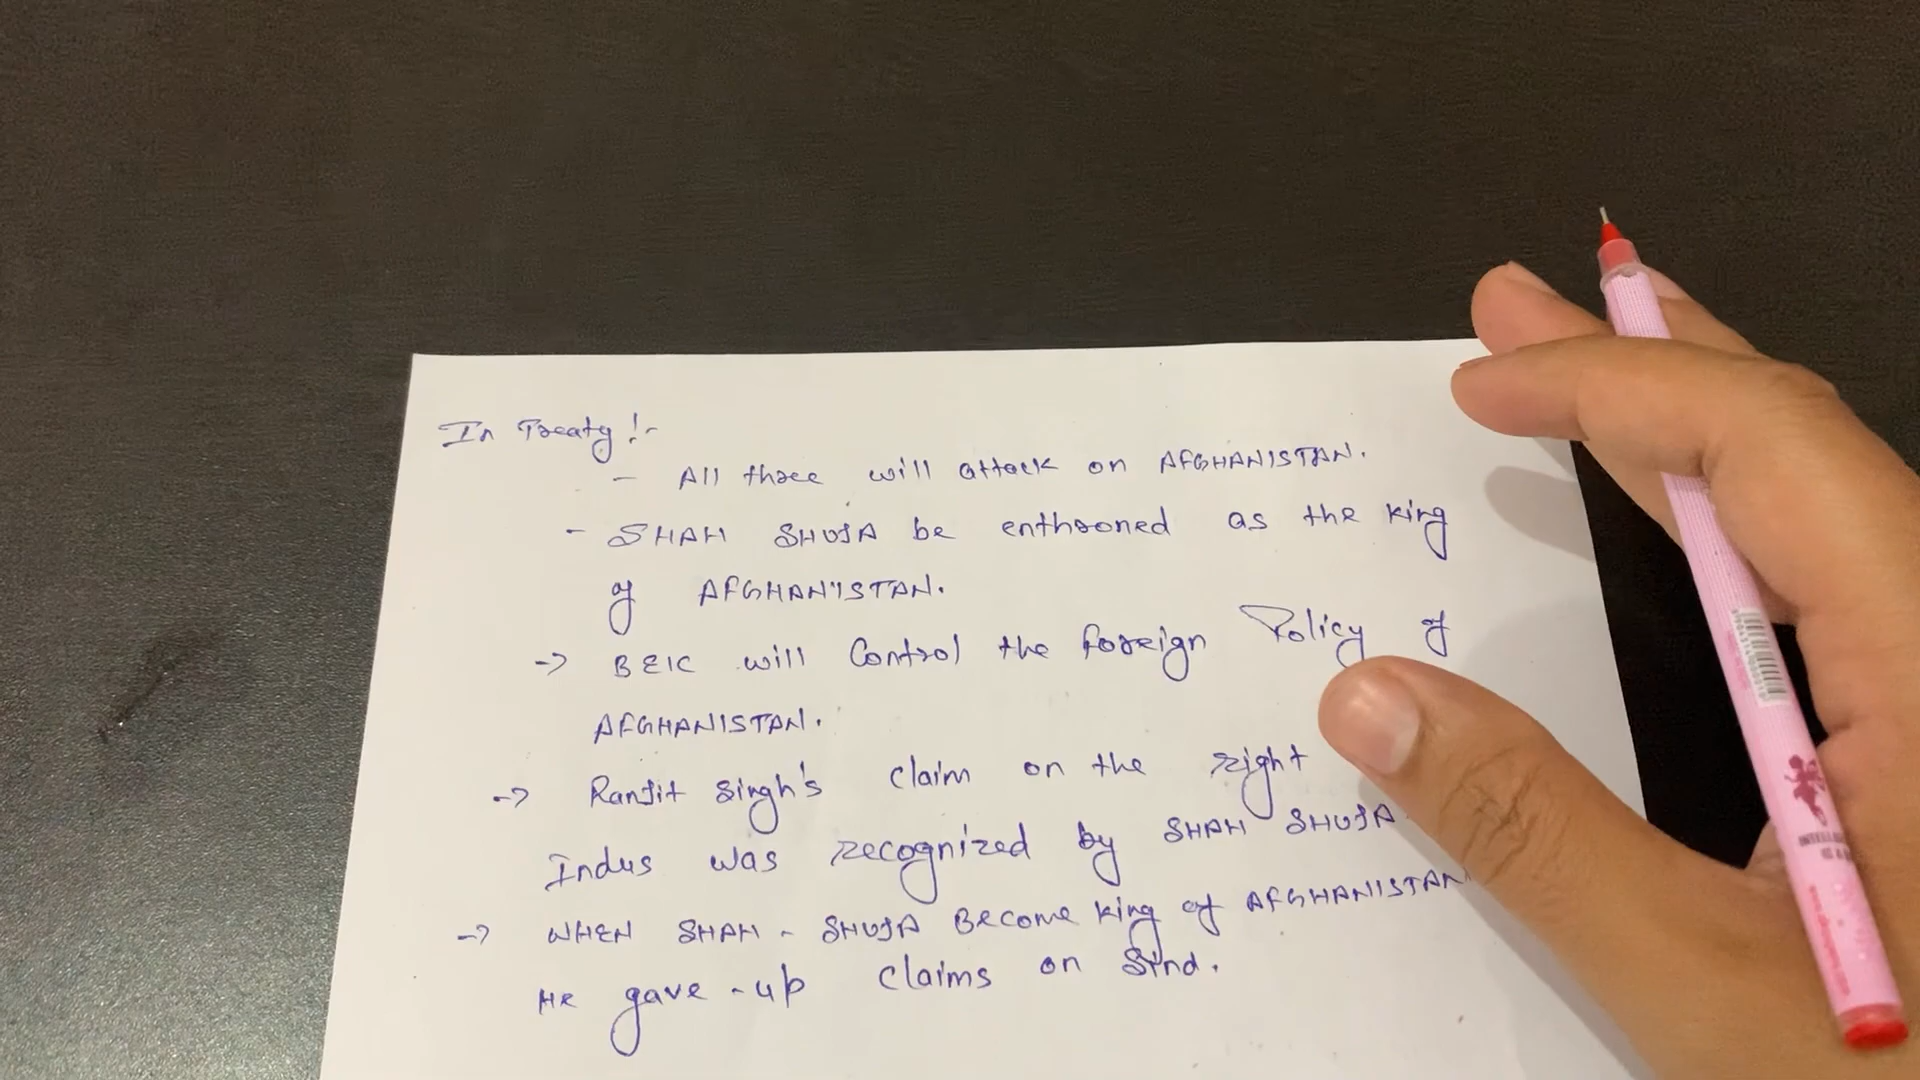 In Treaty :-
- All three will attack on AFGHANISTAN.
- SHAH SHUJA be enthroned as the king
of AFGHANISTAN.
-> BEIC will Control the foreign Policy of
AFGHANISTAN.
-> Ranjit Singh's claim on the right
Indus was recognized by SHAH SHUJA
-> WHEN SHAH - SHUJA Become king of AFGHANISTAN
He gave-up claims on Sind.